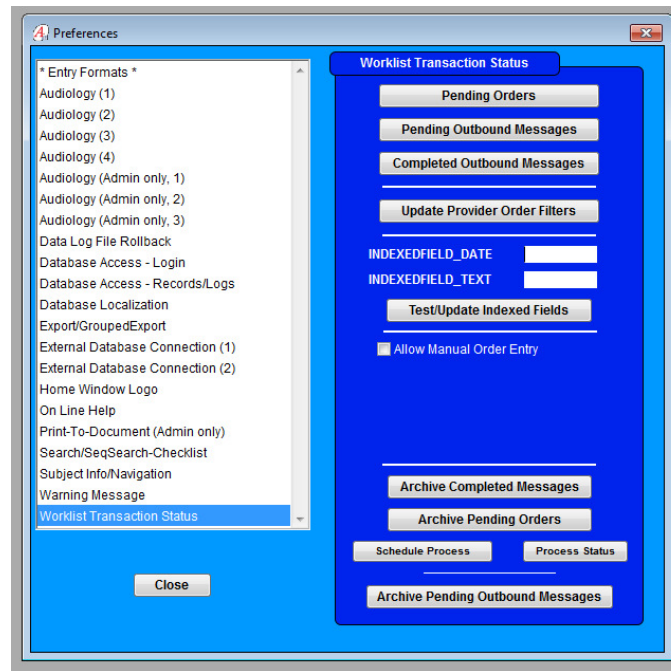 Preferences
* Entry Formats *
Audiology (1)
Audiology (2)
Audiology (3)
Audiology (4)
Audiology (Admin only, 1)
Audiology (Admin only, 2)
Audiology (Admin only, 3)
Data Log File Rollback
Database Access - Login
Database Access - Records/Logs
Database Localization
Export/GroupedExport
External Database Connection (1)
External Database Connection (2)
Home Window Logo
On Line Help
Print-To-Document (Admin only)
Search/SeqSearch-Checklist
Subject Info/Navigation
Warning Message
Worklist Transaction Status
Close
Worklist Transaction Status
Pending Orders
Pending Outbound Messages
Completed Outbound Messages
Update Provider Order Filters
INDEXEDFIELD_DATE
INDEXEDFIELD_TEXT
Test/Update Indexed Fields
Allow Manual Order Entry
Archive Completed Messages
Archive Pending Orders
Schedule Process Process Status
Archive Pending Outbound Messages